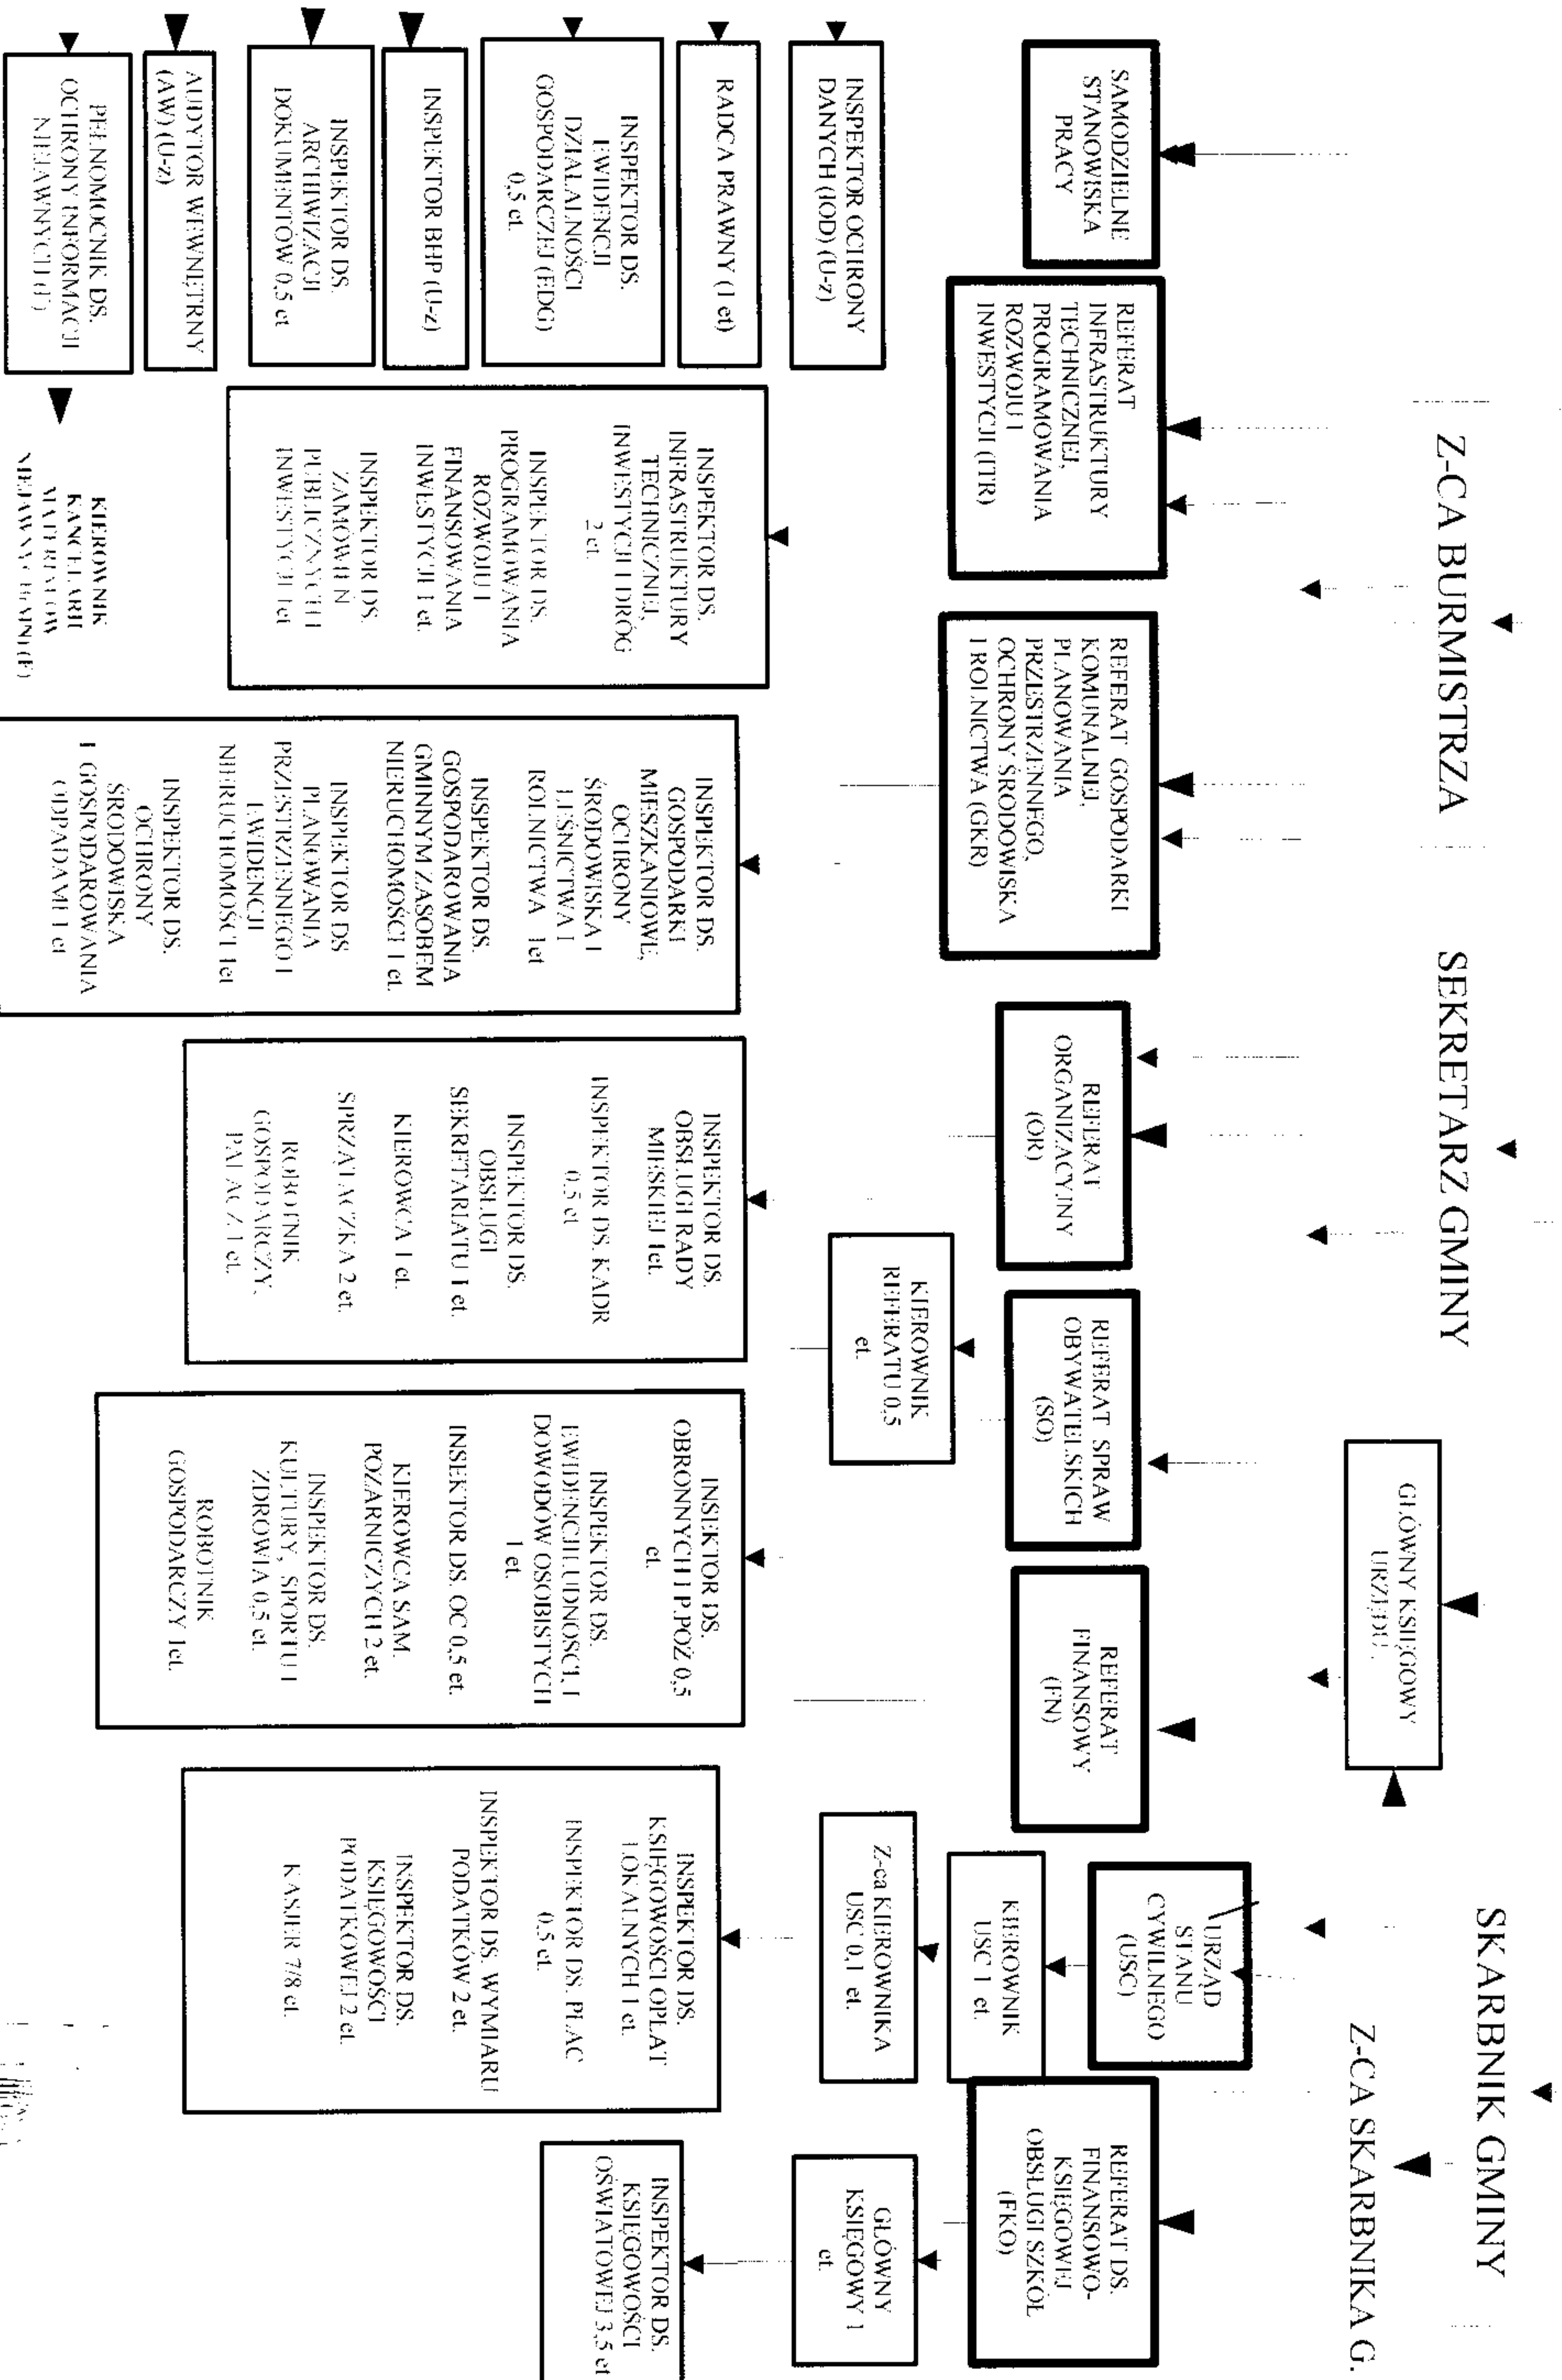 Z-CA BURMISTRZA
SEKRETARZ GMINY
SKARBNIK GMINY
Z-CA SKARBNIKA G.
GŁÓWNY KSIĘGOWY
URZĘDU
SAMODZIELNE
STANOWISKA
PRACY
REFERAT
INFRASTRUKTURY
TECHNICZNEJ,
PROGRAMOWANIA
ROZWOJU I
INWESTYCJI (ITR)
REFERAT GOSPODARKI
KOMUNALNEJ,
PLANOWANIA
PRZESTRZENNEGO,
OCHRONY ŚRODOWISKA
I ROLNICTWA (GKR)
REFERAT
ORGANIZACYJNY
(OR)
REFERAT SPRAW
OBYWATELSKICH
(SO)
REFERAT
FINANSOWY
(FN)
URZĄD
STANU
CYWILNEGO
(USC)
REFERAT DS.
FINANSOWO-
KSIĘGOWEJ
OBSŁUGI SZKÓŁ
(FKO)
KIEROWNIK
REFERATU 0,5
et.
KIEROWNIK
USC 1 et.
Z-ca KIEROWNIKA
USC 0,1 et.
GŁÓWNY
KSIĘGOWY 1
et.
INSPEKTOR OCHRONY
DANYCH (IOD) (U-z)
RADCA PRAWNY (1 et)
INSPEKTOR DS.
EWIDENCJI
DZIAŁALNOŚCI
GOSPODARCZEJ (EDG)
0,5 et.
INSPEKTOR BHP (U-z)
INSPEKTOR DS.
ARCHIWIZACJI
DOKUMENTÓW 0,5 et
AUDYTOR WEWNĘTRNY
(AW) (U-z)
PEŁNOMOCNIK DS.
OCHRONY INFORMACJI
NIEJAWNYCH
KIEROWNIK
KANCELARII
MATERIAŁÓW
INSPEKTOR DS.
INFRASTRUKTURY
TECHNICZNEJ,
INWESTYCJI I DRÓG
2 et.
INSPEKTOR DS.
PROGRAMOWANIA
ROZWOJU I
FINANSOWANIA
INWESTYCJI 1 et.
INSPEKTOR DS.
ZAMÓWIEŃ
PUBLICZNYCH I
INWESTYCJI 1et
INSPEKTOR DS.
GOSPODARKI
MIESZKANIOWE,
OCHRONY
ŚRODOWISKA I
LEŚNICTWA I
ROLNICTWA 1et
INSPEKTOR DS.
GOSPODAROWANIA
GMINNYM ZASOBEM
NIERUCHOMOŚCI 1 et.
INSPEKTOR DS
PLANOWANIA
PRZESTRZENNEGO I
EWIDENCJI
NIERUCHOMOŚCI 1et
INSPEKTOR DS.
OCHRONY
ŚRODOWISKA
I GOSPODAROWANIA
ODPADAMI 1 et
INSPEKTOR DS.
OBSŁUGI RADY
MIESKIEJ 1et.
INSPEKTOR DS. KADR
0,5 et
INSPEKTOR DS.
OBSŁUGI
SEKRETARIATU 1 et.
KIEROWCA 1 et.
SPRZĄTACZKA 2 et.
ROBOTNIK
GOSPODARCZY,
PALACZ 1 et.
INSEKTOR DS.
OBRONNYCH I P.POŻ 0,5
et.
INSPEKTOR DS.
EWIDENCJI LUDNOŚCI, I
DOWODÓW OSOBISTYCH
1 et.
INSEKTOR DS. OC 0,5 et.
KIEROWCA SAM.
POŻARNICZYCH 2 et.
INSPEKTOR DS.
KULTURY, SPORTU I
ZDROWIA 0,5 et.
ROBOTNIK
GOSPODARCZY 1et.
INSPEKTOR DS.
KSIĘGOWOŚCI OPŁAT
LOKALNYCH 1 et.
INSPEKTOR DS. PŁAC
0,5 et.
INSPEKTOR DS. WYMIARU
PODATKÓW 2 et.
INSPEKTOR DS.
KSIĘGOWOŚCI
PODATKOWEJ 2 et.
KASJER 7/8 et.
INSPEKTOR DS.
KSIĘGOWOŚCI
OŚWIATOWEJ 3,5 et